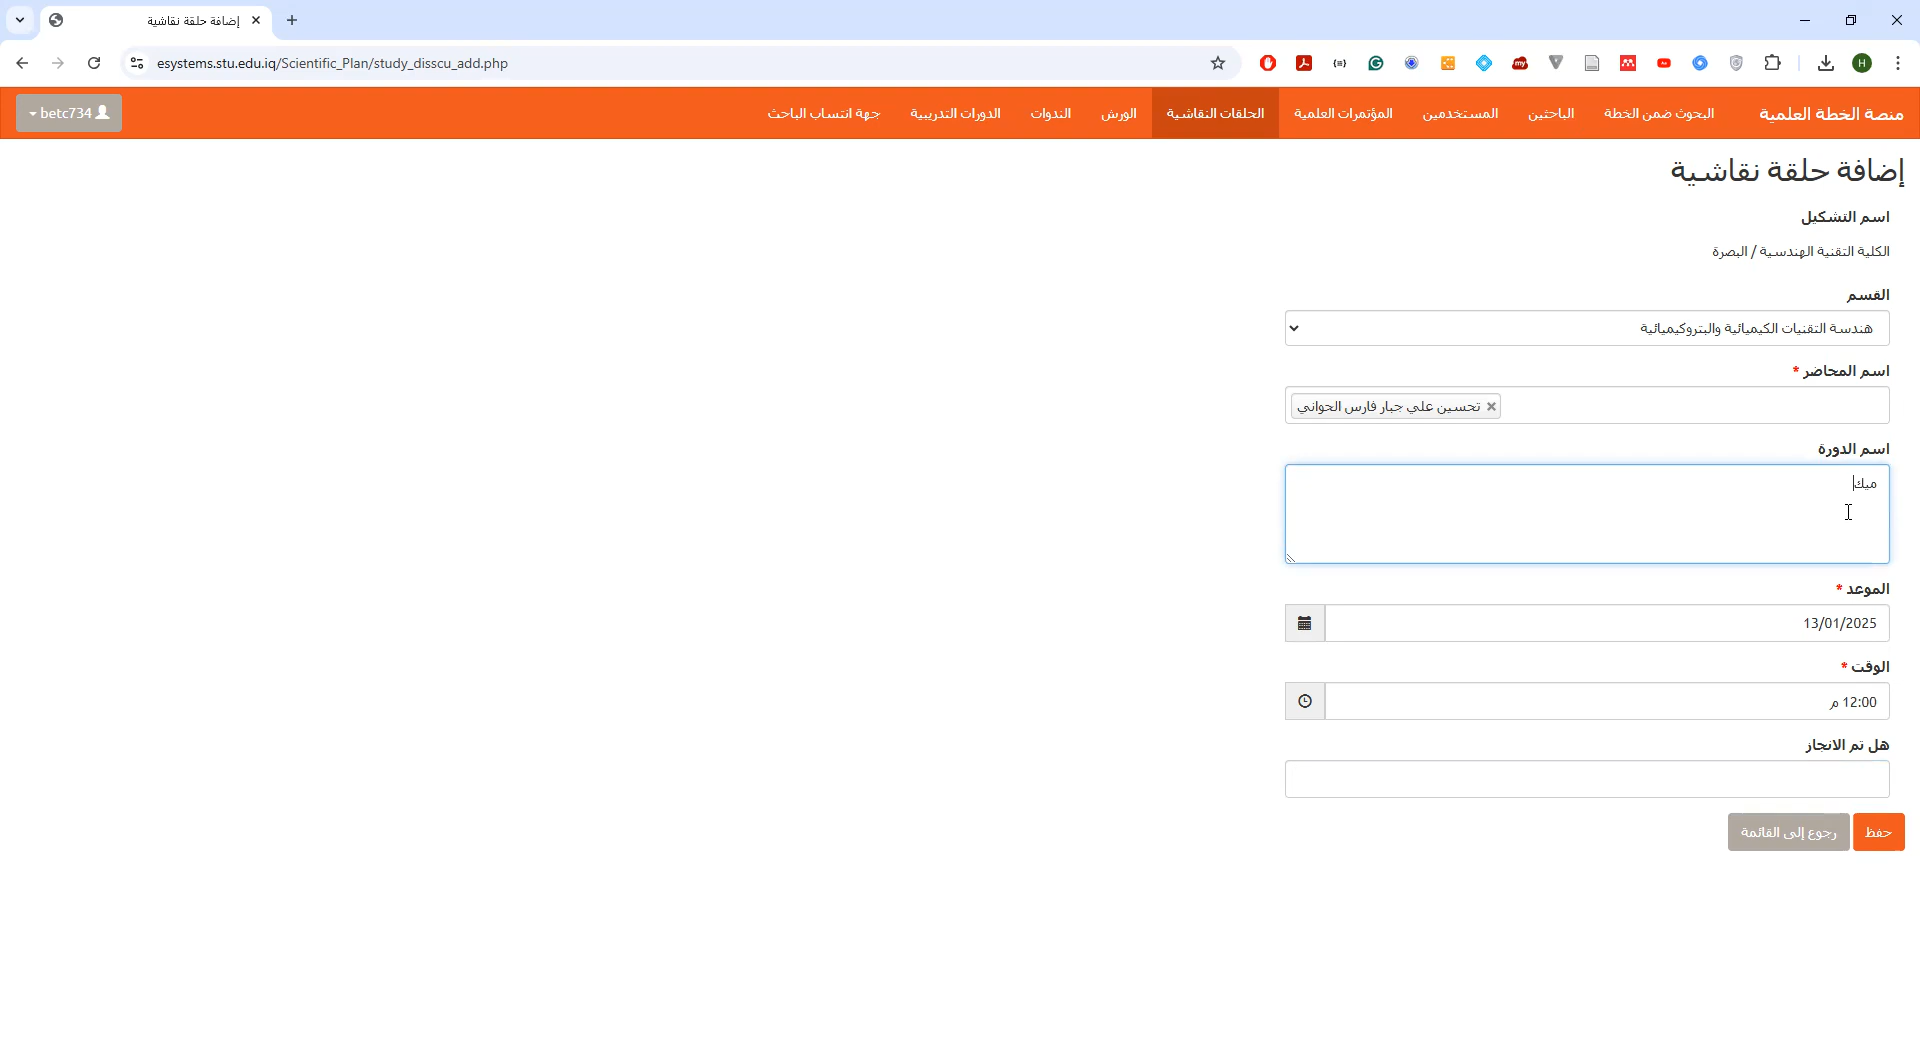 إضافة حلقة نقاشية
esystems.stu.edu.iq/Scientific_Plan/study_disscu_add.php
منصة الخطة العلمية
البحوث ضمن الخطة
الباحثين
المستخدمين
المؤتمرات العلمية
الحلقات النقاشية
الورش
الندوات
الدورات التدريبية
جهة انتساب الباحث
betc734
إضافة حلقة نقاشية
اسم التشكيل
الكلية التقنية الهندسية / البصرة
القسم
هندسة التقنيات الكيميائية والبتروكيميائية
اسم المحاضر *
تحسين علي جبار فارس الحواني
اسم الدورة
ميك
الموعد *
13/01/2025
الوقت *
12:00 م
هل تم الانجاز
حفظ
رجوع إلى القائمة